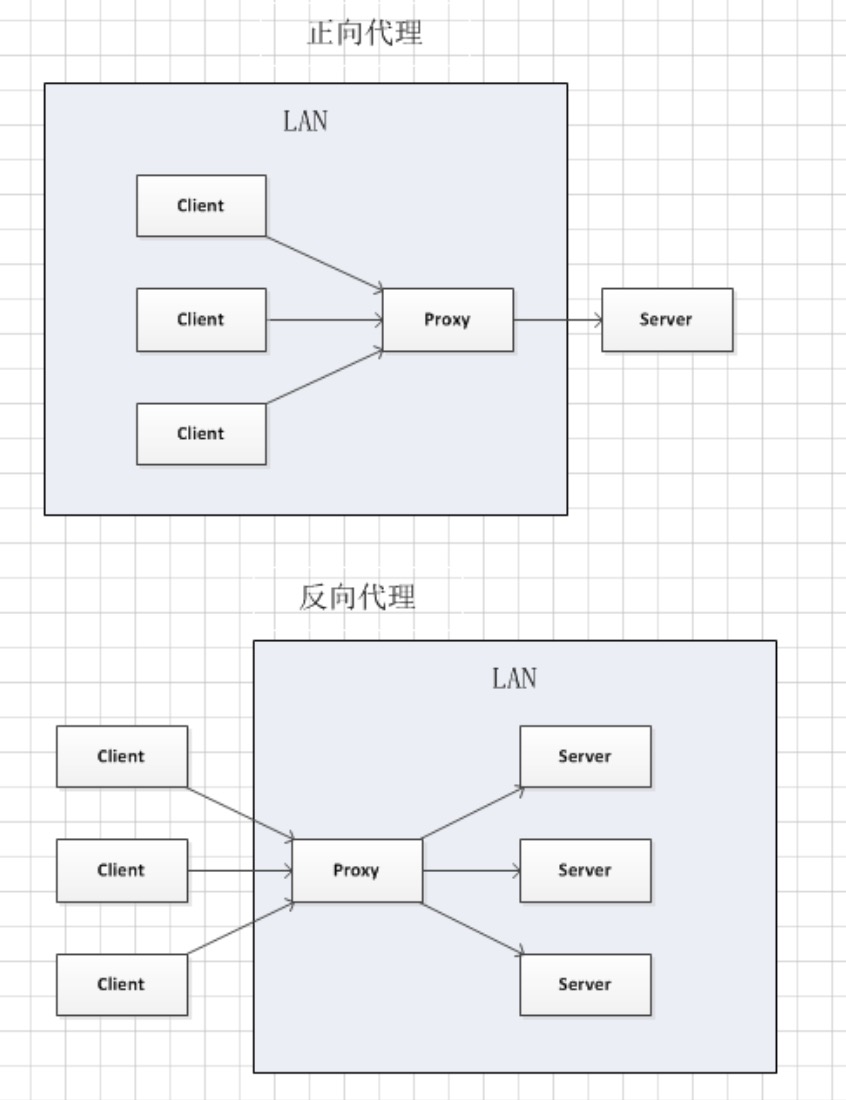 正向代理
LAN
Client
Client
Proxy
Server
Client
反向代理
LAN
Client
Server
Client
Proxy
Server
Client
Server